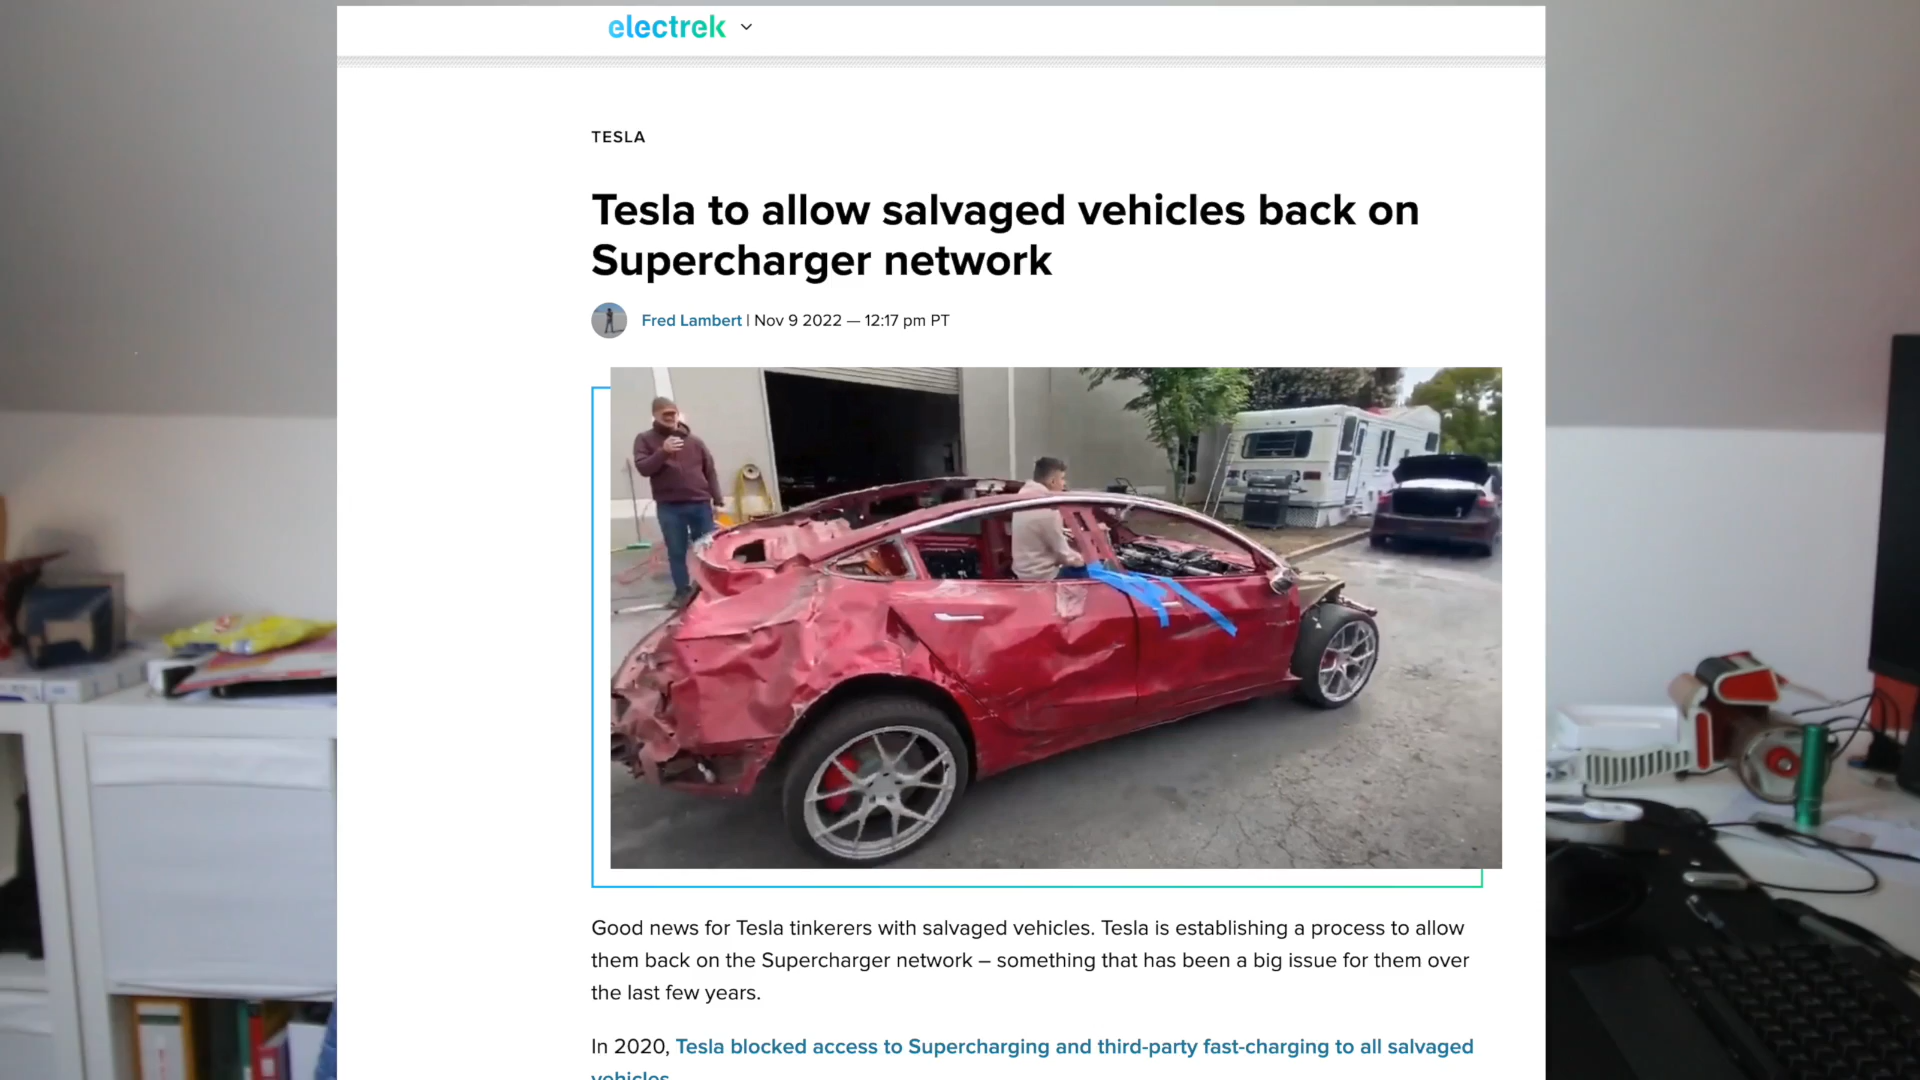 electrek
TESLA
Tesla to allow salvaged vehicles back on
Supercharger network
Fred Lambert | Nov 9 2022 — 12:17 pm PT
Good news for Tesla tinkerers with salvaged vehicles. Tesla is establishing a process to allow
them back on the Supercharger network – something that has been a big issue for them over
the last few years.
In 2020, Tesla blocked access to Supercharging and third-party fast-charging to all salvaged
vehicles